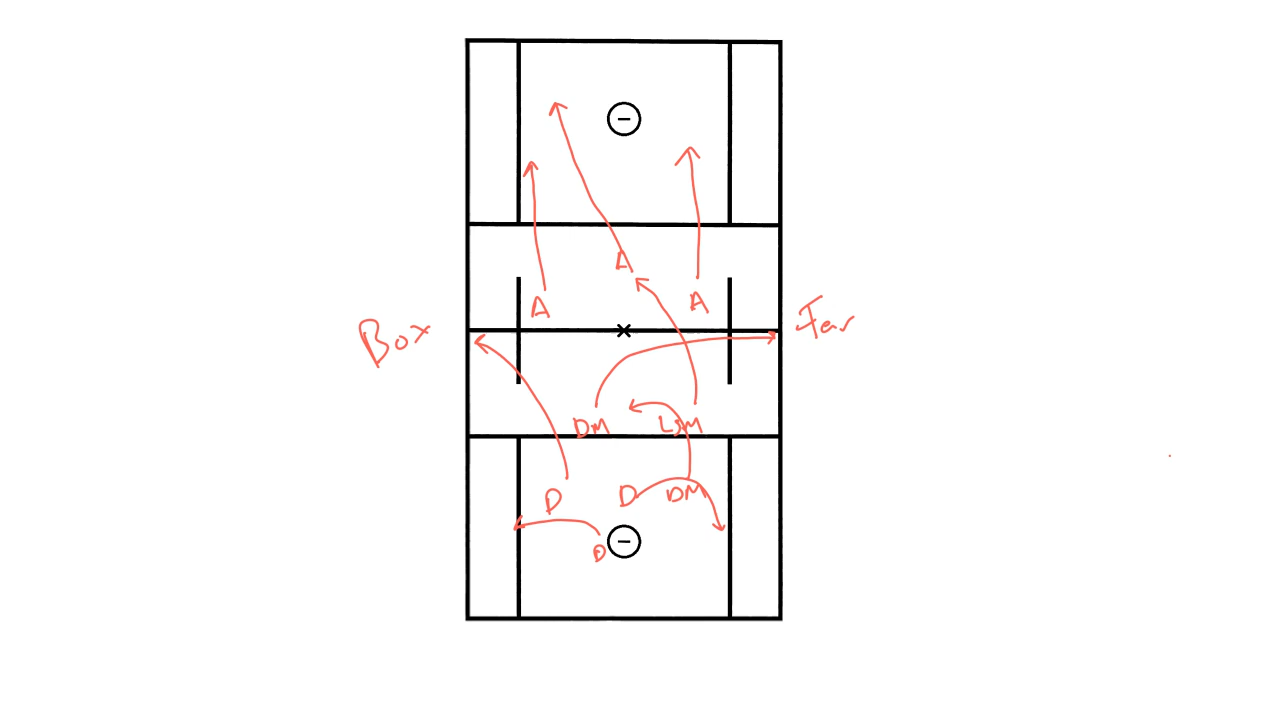 A
A A
Box Far
DM LSM
D D DM
D